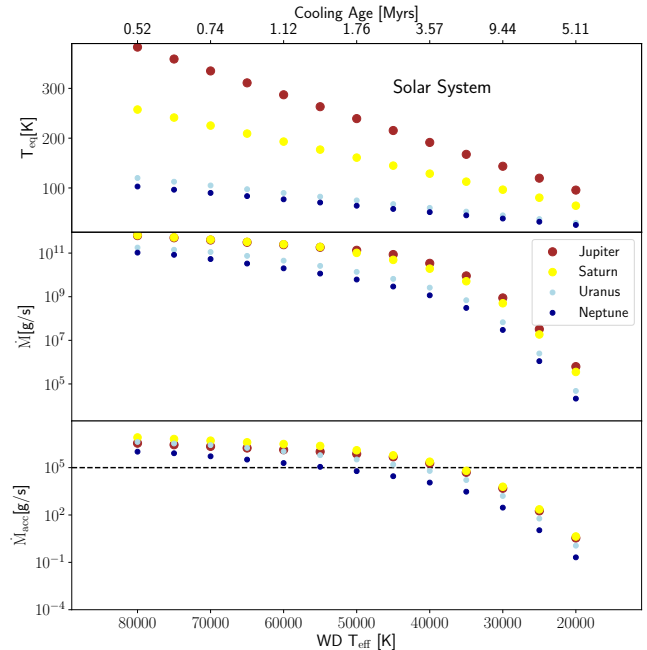 Cooling Age [Myrs]
0.52 0.74 1.12 1.76 3.57 9.44 5.11
Solar System
T_eq[K]
300
200
100
Ṁ[g/s]
10^11
10^9
10^7
10^5
Jupiter
Saturn
Uranus
Neptune
Ṁ_acc[g/s]
10^5
10^2
10^-1
10^-4
80000 70000 60000 50000 40000 30000 20000
WD T_eff [K]